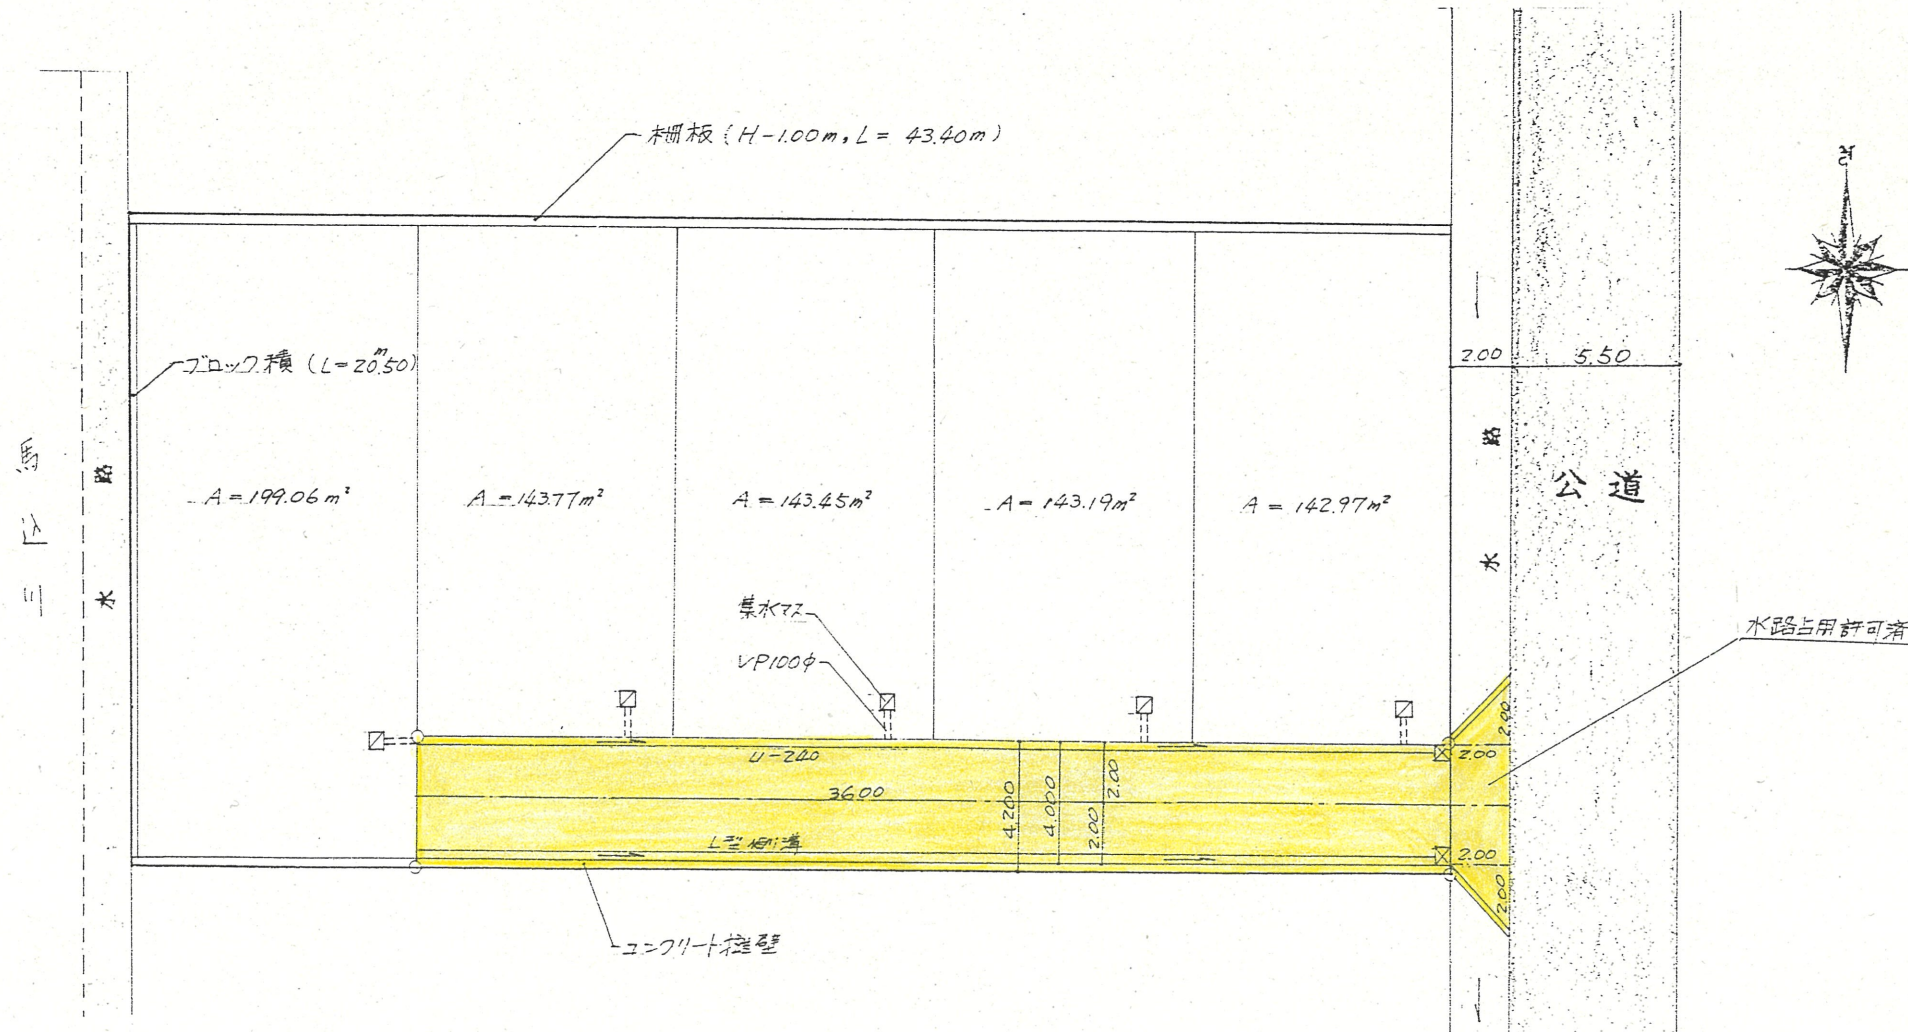 柵板 (H-1.00m, L= 43.40m)
ブロック積 (L=20.50m)
2.00
5.50
水路
水路
公道
A=199.06m²
A=143.77m²
A=143.45m²
A=143.19m²
A=142.97m²
集水マス
VP100φ
水路占用許可済
U-240
36.00
4.200
4.000
2.00
2.00
2.00
2.00
2.00
2.00
L型側溝
コンクリート擁壁